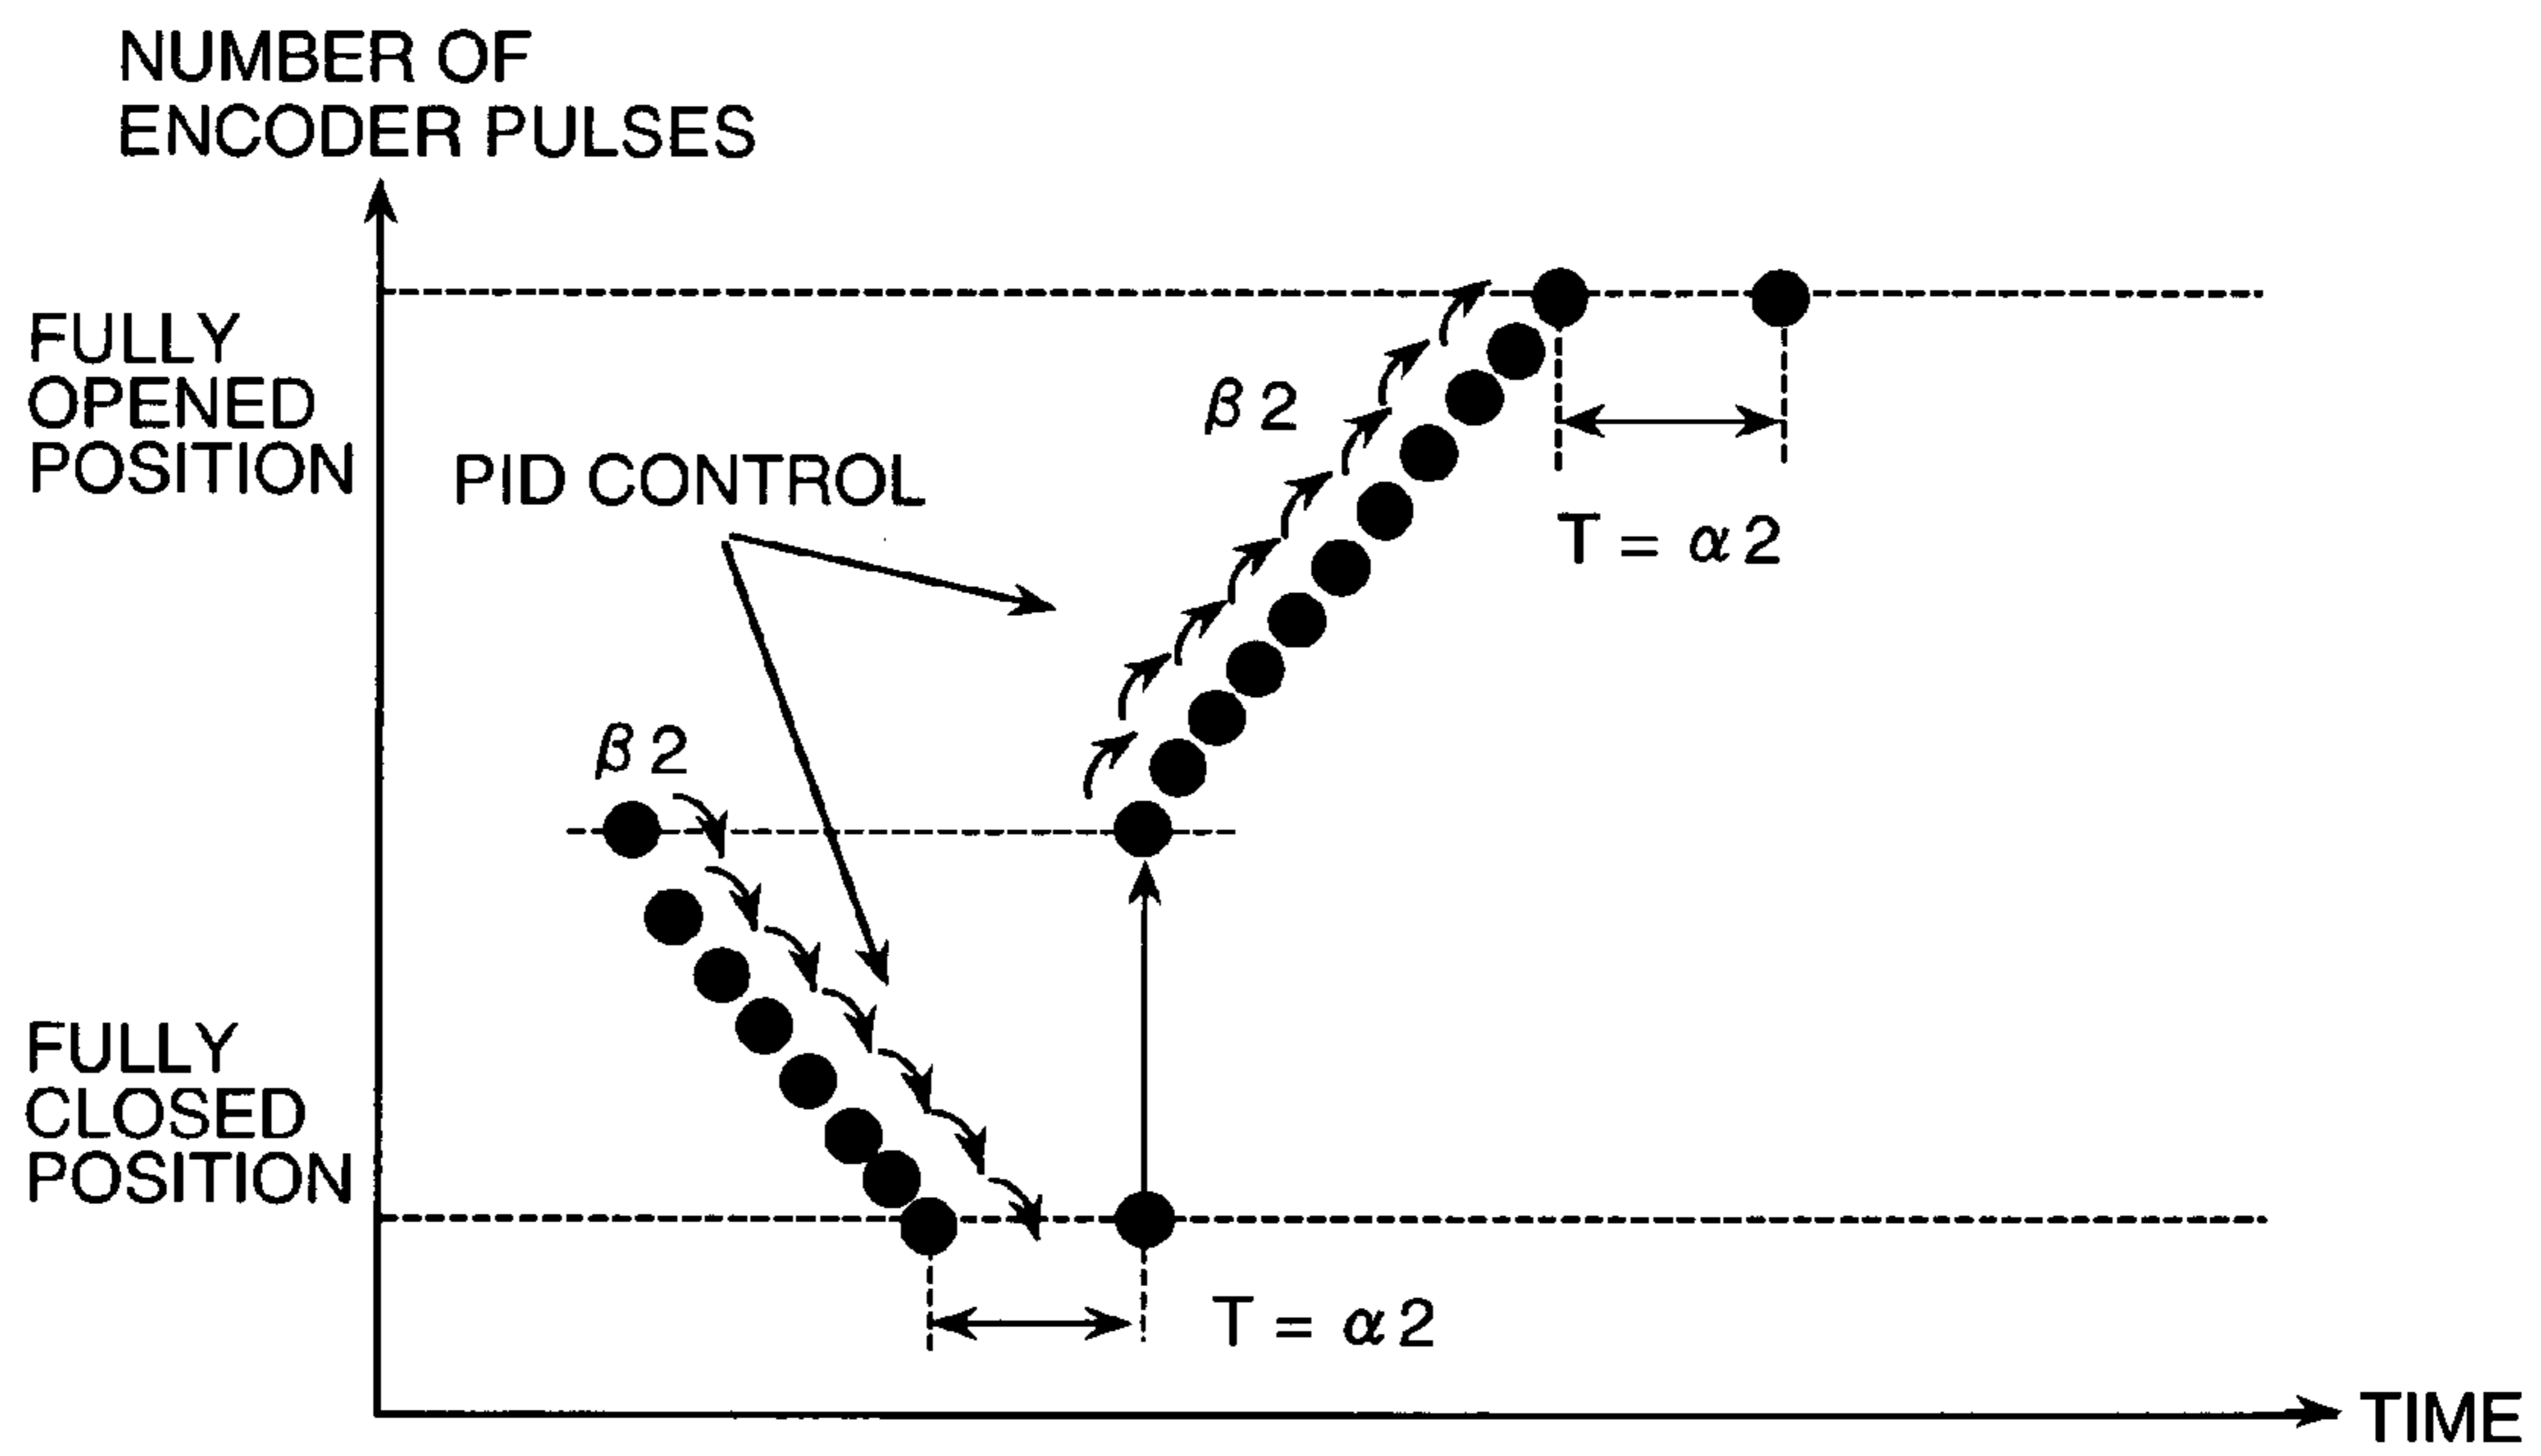 NUMBER OF
ENCODER PULSES
FULLY
OPENED
POSITION
PID CONTROL
β2
T = α2
β2
FULLY
CLOSED
POSITION
T = α2
TIME